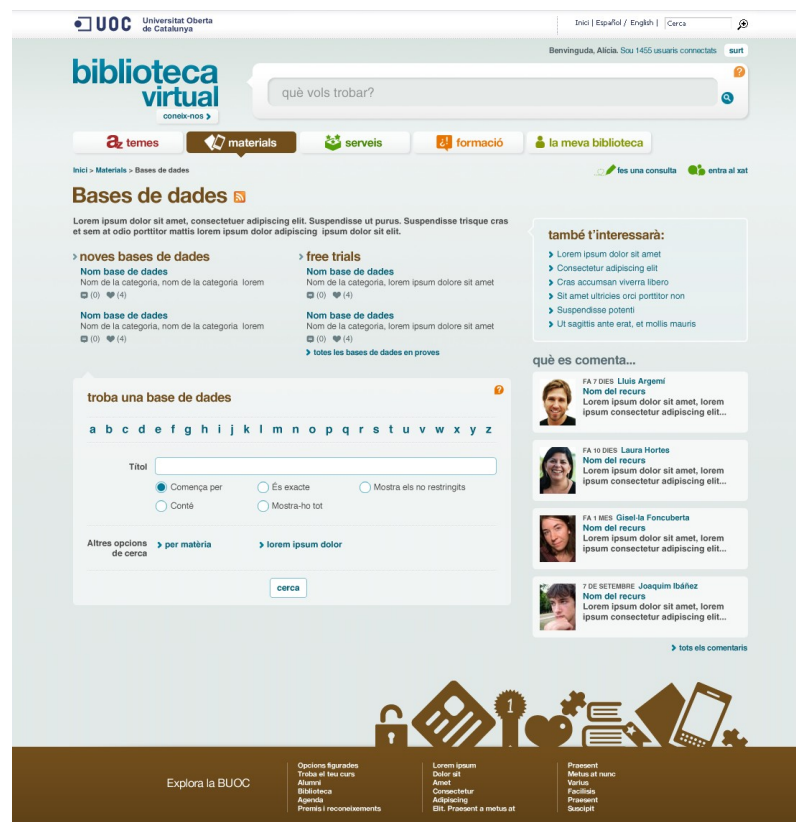 UOC
Universitat Oberta
de Catalunya
Inici | Español / English |
Cerca
Benvinguda, Alícia. Sou 1455 usuaris connectats
surt
biblioteca
virtual
coneix-nos
què vols trobar?
?
az temes
materials
serveis
formació
la meva biblioteca
Inici > Materials > Bases de dades
fes una consulta
entra al xat
Bases de dades
Lorem ipsum dolor sit amet, consectetuer adipiscing elit. Suspendisse ut purus. Suspendisse trisque cras
et sem at odio porttitor mattis lorem ipsum dolor adipiscing ipsum dolor sit elit.
noves bases de dades
Nom base de dades
Nom de la categoria, nom de la categoria lorem
(0) (4)
Nom base de dades
Nom de la categoria, nom de la categoria lorem
(0) (4)
free trials
Nom base de dades
Nom de la categoria, lorem ipsum dolore sit amet
(0) (4)
Nom base de dades
Nom de la categoria, lorem ipsum dolore sit amet
(0) (4)
totes les bases de dades en proves
també t'interessarà:
Lorem ipsum dolor sit amet
Consectetur adipiscing elit
Cras accumsan viverra libero
Sit amet ultricies orci porttitor non
Suspendisse potenti
Ut sagittis ante erat, et mollis mauris
troba una base de dades
?
a b c d e f g h i j k l m n o p q r s t u v w x y z
Títol
Comença per
És exacte
Mostra els no restringits
Conté
Mostra-ho tot
Altres opcions
de cerca
per matèria
lorem ipsum dolor
cerca
què es comenta...
FA 7 DIES Lluís Argemí
Nom del recurs
Lorem ipsum dolor sit amet, lorem
ipsum consectetur adipiscing elit...
FA 10 DIES Laura Hortes
Nom del recurs
Lorem ipsum dolor sit amet, lorem
ipsum consectetur adipiscing elit...
FA 1 MES Gisel·la Foncuberta
Nom del recurs
Lorem ipsum dolor sit amet, lorem
ipsum consectetur adipiscing elit...
7 DE SETEMBRE Joaquim Ibáñez
Nom del recurs
Lorem ipsum dolor sit amet, lorem
ipsum consectetur adipiscing elit...
tots els comentaris
1
Explora la BUOC
Opcions figurades
Troba el teu curs
Alumni
Biblioteca
Agenda
Premis i reconeixements
Lorem ipsum
Dolor sit
Amet
Consectetur
Adipiscing
Elit. Praesent a metus at
Praesent
Metus at nunc
Varius
Facilisis
Praesent
Suscipit